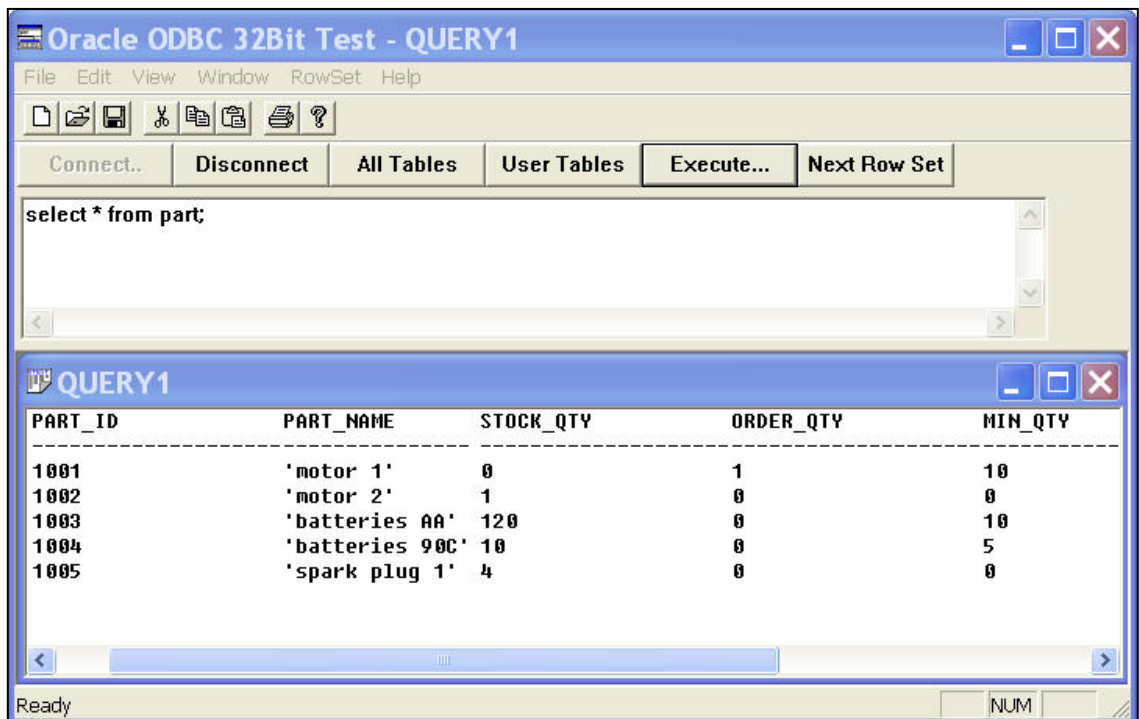 Oracle ODBC 32Bit Test - QUERY1
File Edit View Window RowSet Help
Connect.. Disconnect All Tables User Tables Execute... Next Row Set
select * from part;
QUERY1
PART_ID PART_NAME STOCK_QTY ORDER_QTY MIN_QTY
1001 'motor 1' 0 1 10
1002 'motor 2' 1 0 0
1003 'batteries AA' 120 0 10
1004 'batteries 90C' 10 0 5
1005 'spark plug 1' 4 0 0
Ready NUM